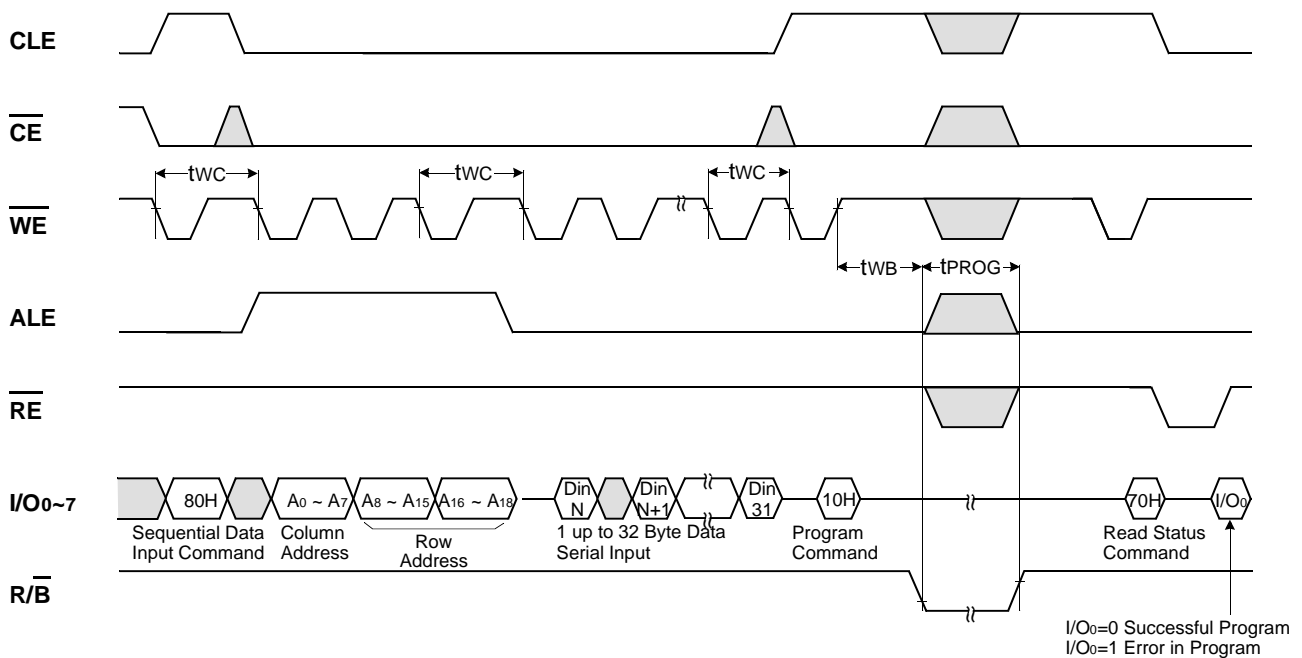 CLE
CE
tWC
tWC
tWC
WE
tWB
tPROG
ALE
RE
I/O0~7
80H
A0 ~ A7
A8 ~ A15
A16 ~ A18
Din
N
Din
N+1
Din
31
10H
70H
I/O0
Sequential Data
Input Command
Column
Address
Row
Address
1 up to 32 Byte Data
Serial Input
Program
Command
Read Status
Command
R/B
I/O0=0 Successful Program
I/O0=1 Error in Program